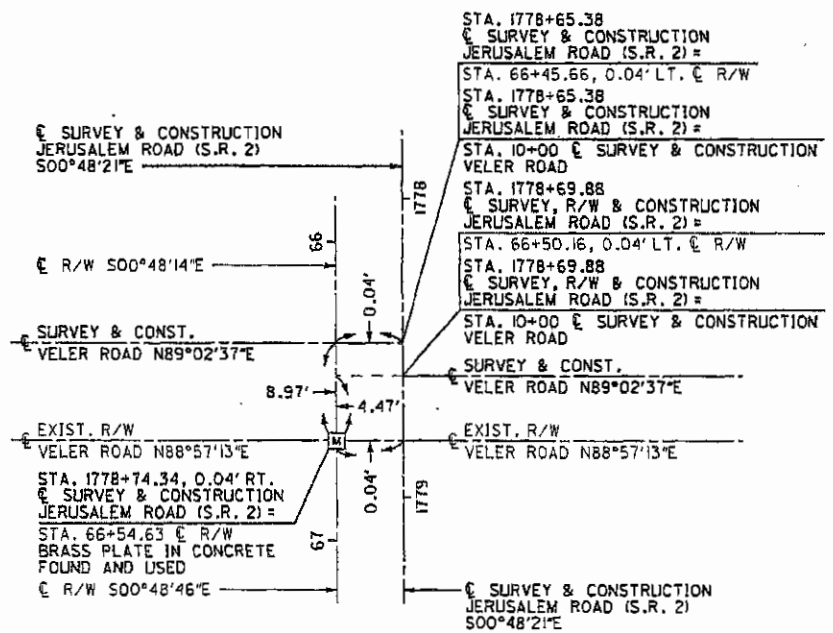 STA. 1778+65.38
℄ SURVEY & CONSTRUCTION
JERUSALEM ROAD (S.R. 2) =
STA. 66+45.66, 0.04' LT. ℄ R/W
STA. 1778+65.38
℄ SURVEY & CONSTRUCTION
JERUSALEM ROAD (S.R. 2) =
STA. 10+00 ℄ SURVEY & CONSTRUCTION
VELER ROAD
STA. 1778+69.88
℄ SURVEY, R/W & CONSTRUCTION
JERUSALEM ROAD (S.R. 2) =
STA. 66+50.16, 0.04' LT. ℄ R/W
STA. 1778+69.88
℄ SURVEY, R/W & CONSTRUCTION
JERUSALEM ROAD (S.R. 2) =
STA. 10+00 ℄ SURVEY & CONSTRUCTION
VELER ROAD
℄ SURVEY & CONSTRUCTION
JERUSALEM ROAD (S.R. 2)
S00°48'21"E
1778
66
℄ R/W S00°48'14"E
0.04'
℄ SURVEY & CONST.
VELER ROAD N89°02'37"E
℄ SURVEY & CONST.
VELER ROAD N89°02'37"E
8.97'
4.47'
℄ EXIST. R/W
VELER ROAD N88°57'13"E
M
℄ EXIST. R/W
VELER ROAD N88°57'13"E
0.04'
1779
STA. 1778+74.34, 0.04' RT.
℄ SURVEY & CONSTRUCTION
JERUSALEM ROAD (S.R. 2) =
STA. 66+54.63 ℄ R/W
BRASS PLATE IN CONCRETE
FOUND AND USED
67
℄ R/W S00°48'46"E
℄ SURVEY & CONSTRUCTION
JERUSALEM ROAD (S.R. 2)
S00°48'21"E